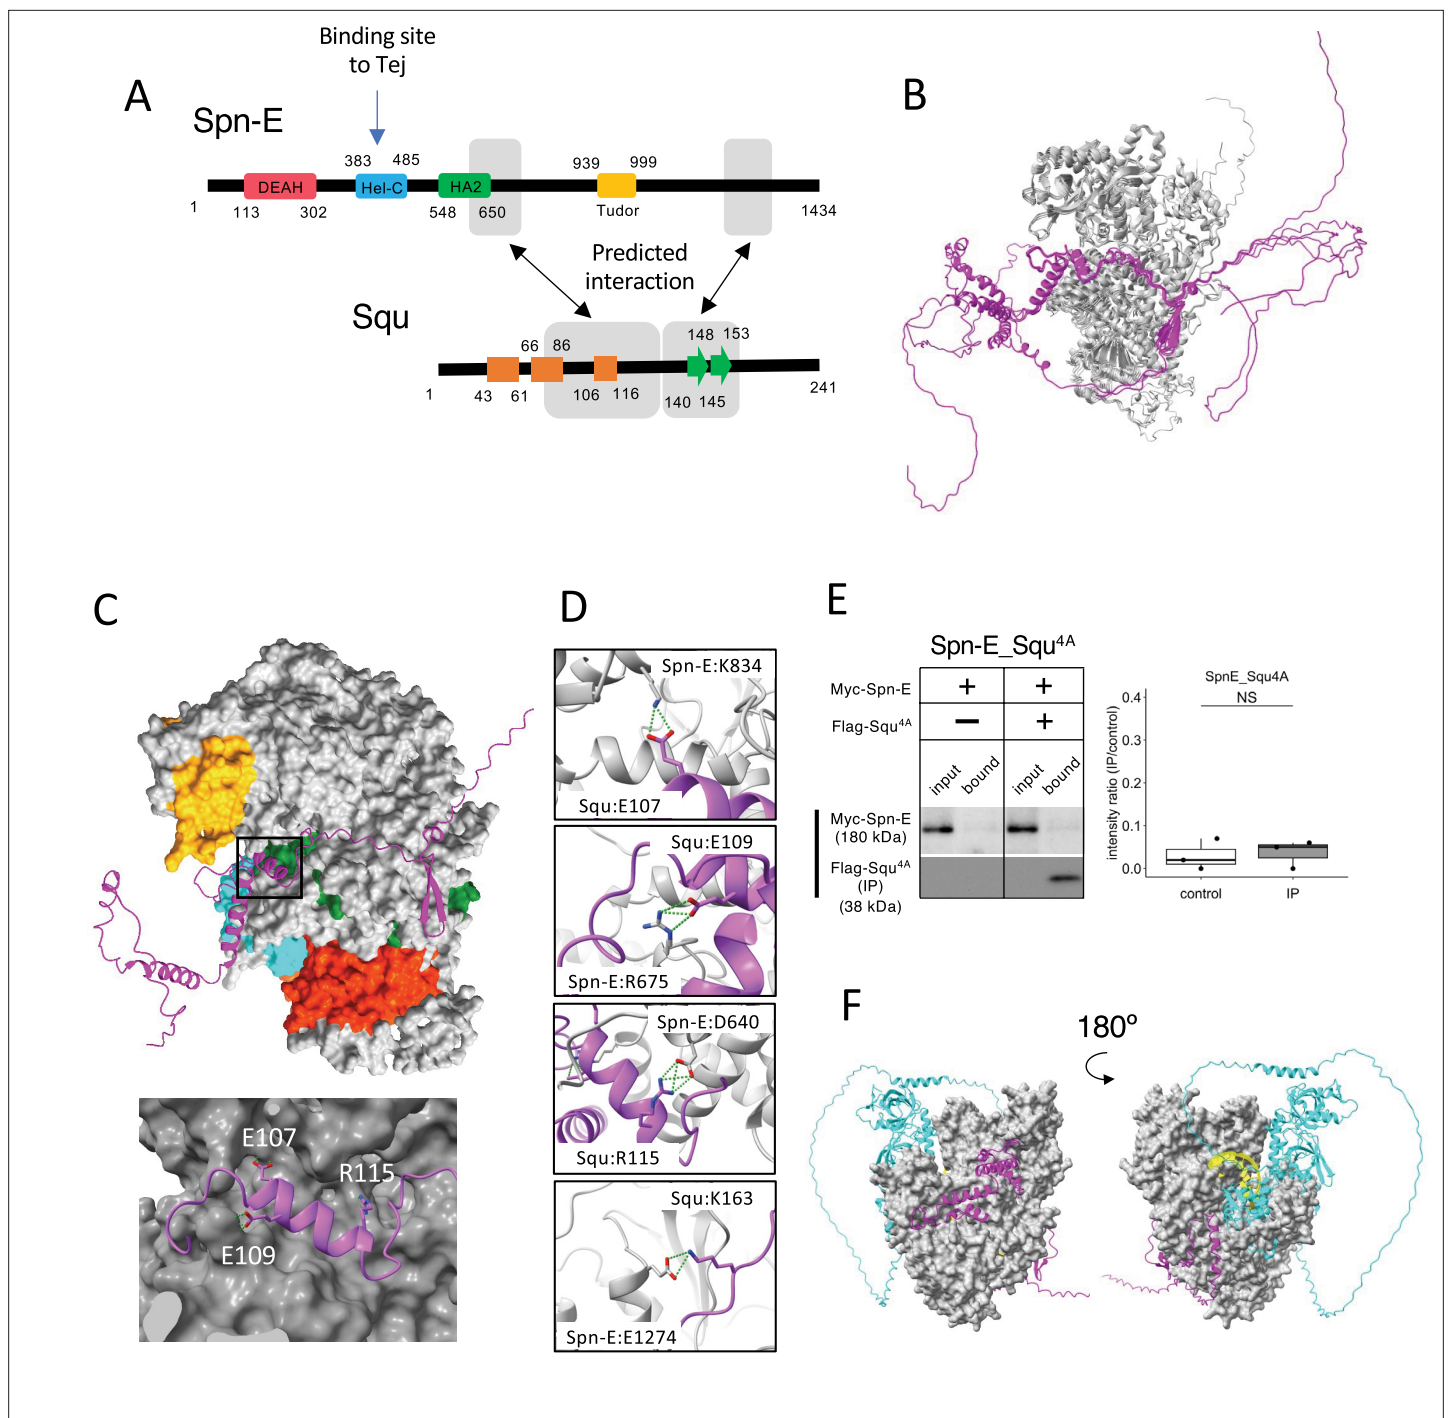 A
Binding site
to Tej
Spn-E
383 485
939 999
DEAH Hel-C HA2
1 113 302 548 650 Tudor 1434
Predicted
interaction
Squ
66 86 148 153
1 43 61 106 116 140 145 241
B
C
E107
R115
E109
D
Spn-E:K834
Squ:E107
Squ:E109
Spn-E:R675
Spn-E:D640
Squ:R115
Squ:K163
Spn-E:E1274
E
Spn-E_Squ4A
Myc-Spn-E + +
Flag-Squ4A − +
input bound input bound
Myc-Spn-E
(180 kDa)
Flag-Squ4A
(IP)
(38 kDa)
SpnE_Squ4A
NS
intensity ratio (IP/control)
0.4
0.3
0.2
0.1
0.0
control IP
F
180º